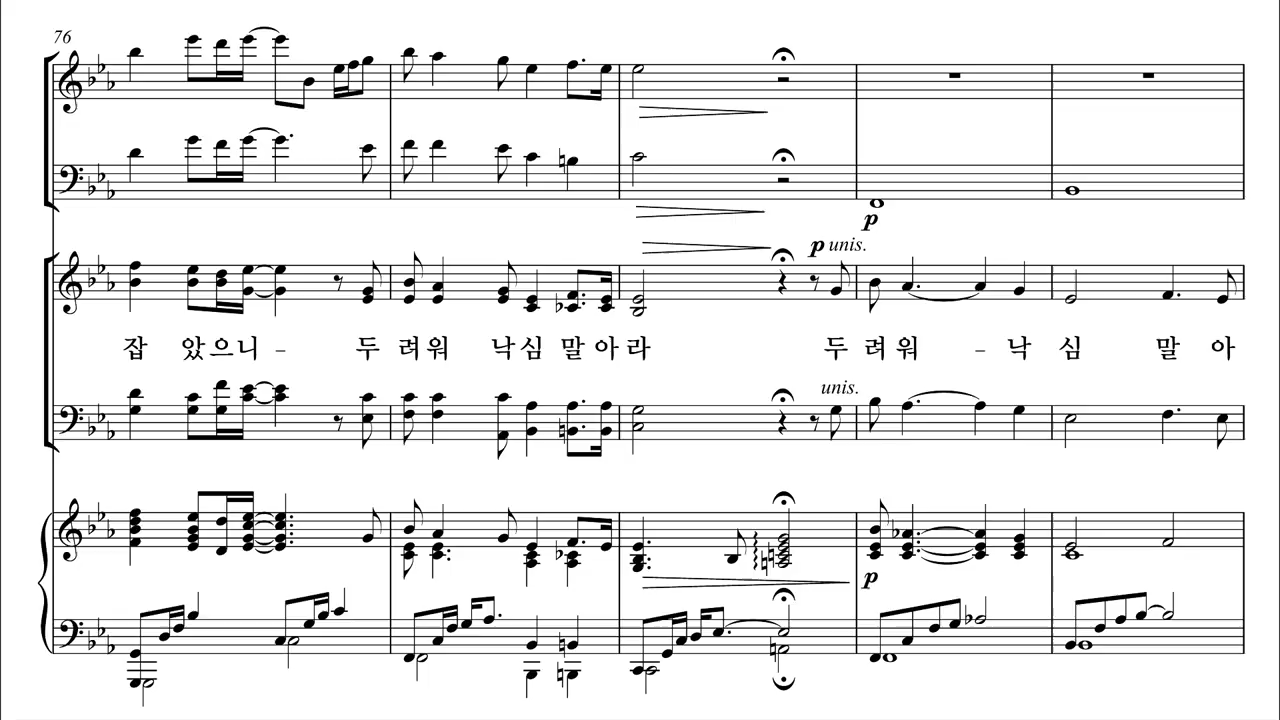 76
p
p unis.
잡 았으니 - 두 려워 낙심 말아라 두 려워 - 낙 심 말 아
unis.
p